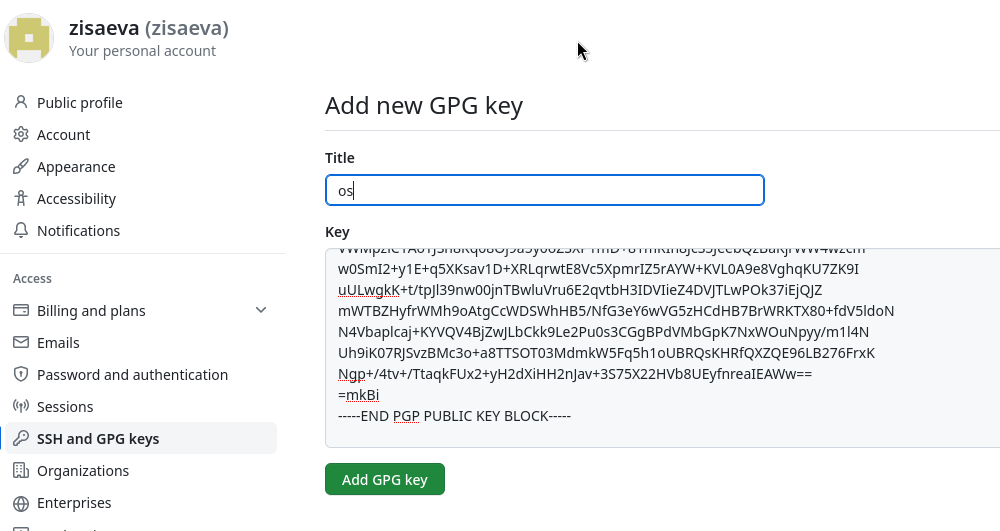 zisaeva (zisaeva)
Your personal account
Public profile
Account
Appearance
Accessibility
Notifications
Access
Billing and plans
Emails
Password and authentication
Sessions
SSH and GPG keys
Organizations
Enterprises
Add new GPG key
Title
os
Key
w0SmI2+y1E+q5XKsav1D+XRLqrwtE8Vc5XpmrIZ5rAYW+KVL0A9e8VghqKU7ZK9I
uULwgkK+t/tpJl39nw00jnTBwluVru6E2qvtbH3IDVIieZ4DVJTLwPOk37iEjQJZ
mWTBZHyfrWMh9oAtgCcWDSWhHB5/NfG3eY6wVG5zHCdHB7BrWRKTX80+fdV5ldoN
N4Vbaplcaj+KYVQV4BjZwJLbCkk9Le2Pu0s3CGgBPdVMbGpK7NxWOuNpyy/m1l4N
Uh9iK07RJSvzBMc3o+a8TTSOT03MdmkW5Fq5h1oUBRQsKHRfQXZQE96LB276FrxK
Ngp+/4tv+/TtaqkFUx2+yH2dXiHH2nJav+3S75X22HVb8UEyfnreaIEAWw==
=mkBi
-----END PGP PUBLIC KEY BLOCK-----
Add GPG key